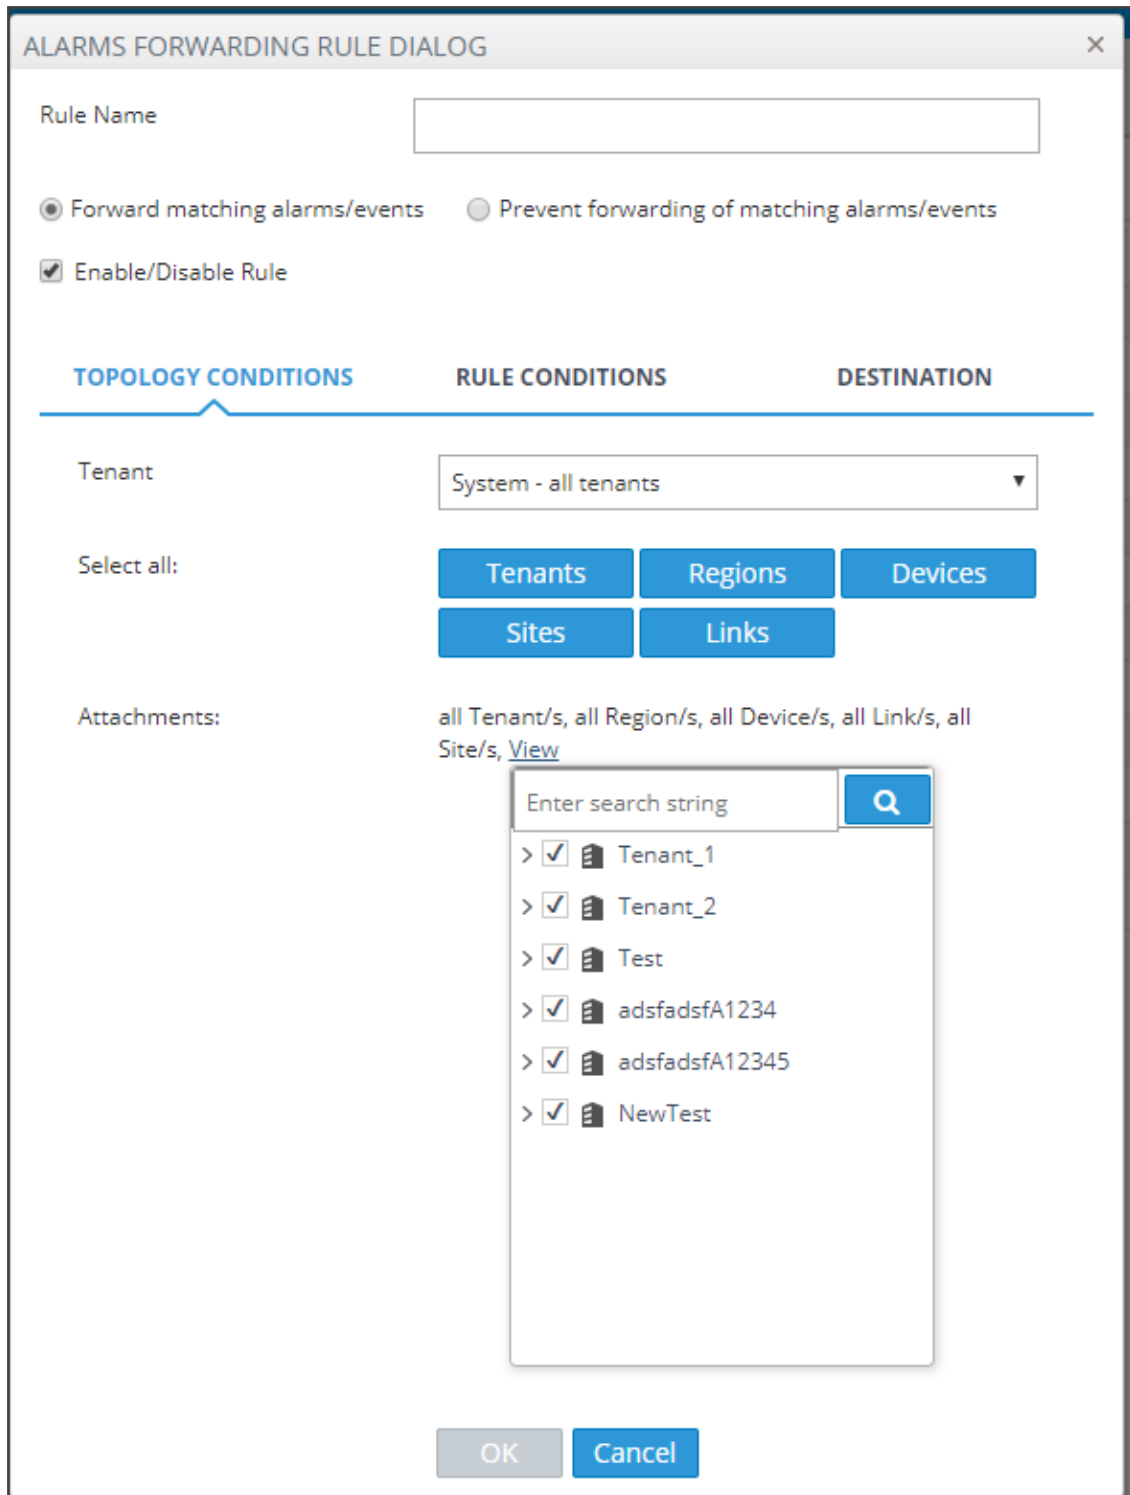 ALARMS FORWARDING RULE DIALOG
Rule Name
Forward matching alarms/events
Prevent forwarding of matching alarms/events
Enable/Disable Rule
TOPOLOGY CONDITIONS
RULE CONDITIONS
DESTINATION
Tenant
System - all tenants
Select all:
Tenants
Regions
Devices
Sites
Links
Attachments:
all Tenant/s, all Region/s, all Device/s, all Link/s, all
Site/s, View
Enter search string
Tenant_1
Tenant_2
Test
adsfadsfA1234
adsfadsfA12345
NewTest
OK
Cancel